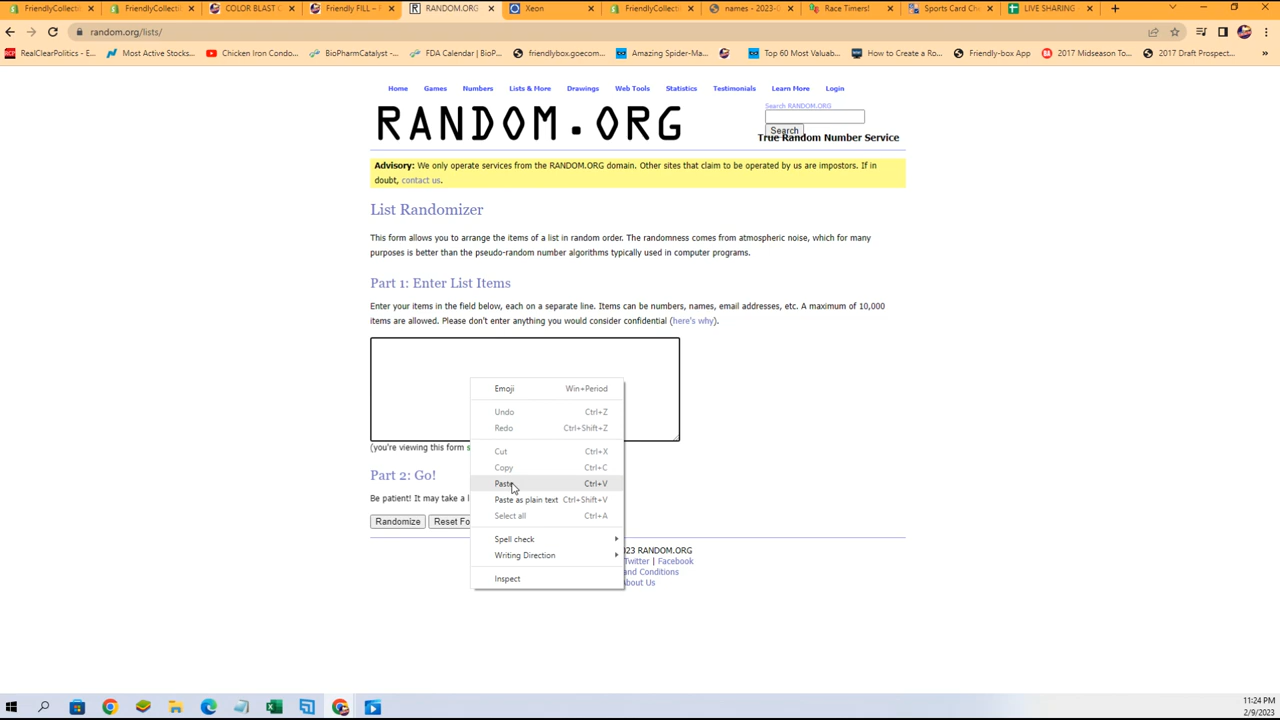 FriendlyCollecti
FriendlyCollecti
COLOR BLAST C
Friendly FILL –
RANDOM.ORG
Xeon
FriendlyCollecti
names - 2023-0
Race Timers!
Sports Card Ch
LIVE SHARING
random.org/lists/
RealClearPolitics - E...
Most Active Stocks...
Chicken Iron Condo...
BioPharmCatalyst -...
FDA Calendar | BioP...
friendlybox.goecom...
Amazing Spider-Ma...
Top 60 Most Valuab...
How to Create a Ro...
Friendly-box App
2017 Midseason To...
2017 Draft Prospect...
Home Games Numbers Lists & More Drawings Web Tools Statistics Testimonials Learn More Login
RANDOM.ORG
Search RANDOM.ORG
Search
True Random Number Service
Advisory: We only operate services from the RANDOM.ORG domain. Other sites that claim to be operated by us are impostors. If in
doubt, contact us.
List Randomizer
This form allows you to arrange the items of a list in random order. The randomness comes from atmospheric noise, which for many
purposes is better than the pseudo-random number algorithms typically used in computer programs.
Part 1: Enter List Items
Enter your items in the field below, each on a separate line. Items can be numbers, names, email addresses, etc. A maximum of 10,000
items are allowed. Please don't enter anything you would consider confidential (here's why).
Emoji Win+Period
Undo Ctrl+Z
Redo Ctrl+Shift+Z
Cut Ctrl+X
Copy Ctrl+C
Paste Ctrl+V
Paste as plain text Ctrl+Shift+V
Select all Ctrl+A
Spell check
Writing Direction
Inspect
(you're viewing this form s
Part 2: Go!
Be patient! It may take a l
Randomize Reset Fo
2023 RANDOM.ORG
Twitter | Facebook
and Conditions
About Us
11:24 PM
2/9/2023